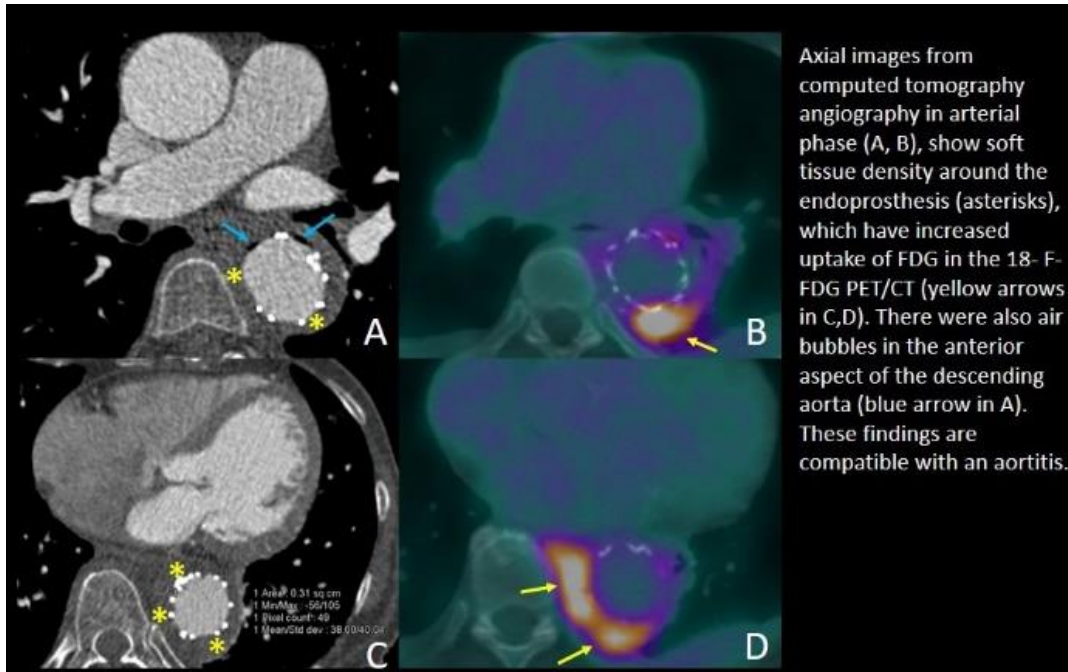 Axial images from
computed tomography
angiography in arterial
phase (A, B), show soft
tissue density around the
endoprosthesis (asterisks),
which have increased
uptake of FDG in the 18- F-
FDG PET/CT (yellow arrows
in C,D). There were also air
bubbles in the anterior
aspect of the descending
aorta (blue arrow in A).
These findings are
compatible with an aortitis.
A
B
1 Area: 0.31 sq cm
1 Min/Max: -56/105
1 Pixel count: 49
1 Mean/Std dev : 38.00/40.04
C
D